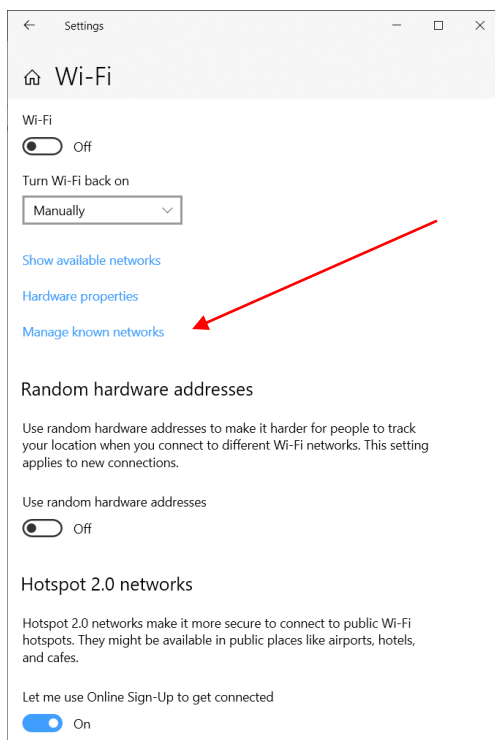 Settings
Wi-Fi
Wi-Fi
Off
Turn Wi-Fi back on
Manually
Show available networks
Hardware properties
Manage known networks
Random hardware addresses
Use random hardware addresses to make it harder for people to track
your location when you connect to different Wi-Fi networks. This setting
applies to new connections.
Use random hardware addresses
Off
Hotspot 2.0 networks
Hotspot 2.0 networks make it more secure to connect to public Wi-Fi
hotspots. They might be available in public places like airports, hotels,
and cafes.
Let me use Online Sign-Up to get connected
On